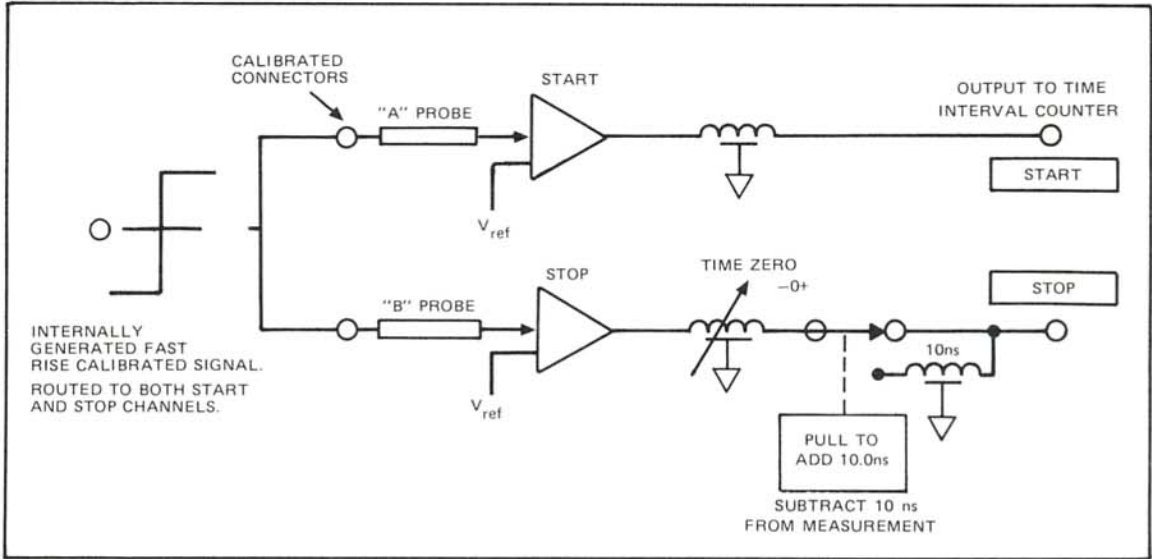 CALIBRATED
CONNECTORS
"A" PROBE
START
OUTPUT TO TIME
INTERVAL COUNTER
START
Vref
INTERNALLY
GENERATED FAST
RISE CALIBRATED SIGNAL.
ROUTED TO BOTH START
AND STOP CHANNELS.
"B" PROBE
STOP
Vref
TIME ZERO
–0+
STOP
10ns
PULL TO
ADD 10.0ns
SUBTRACT 10 ns
FROM MEASUREMENT